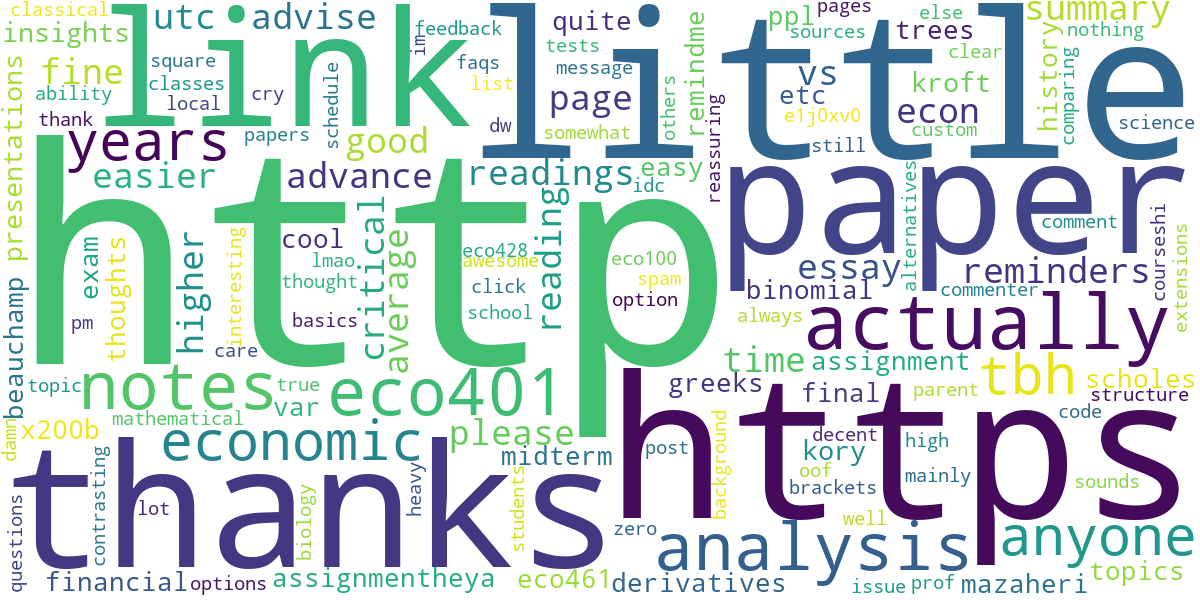 classical
utc
advise
link
little
quite
ppl
pages
else
summary
insights
fine
square
feedback
im
tests
sources
trees
nothing
history
clear
presentations
ability
classes
local
cry
schedule
faqs
list
message
page
others
remindme
vs
etc
kroft
econ
e1j0xv0
custom
comparing
science
thank
years
papers
good
dw
somewhat
reassuring
still
http
easier
advance
readings
idc
easy
paper
alternatives
comment
courseshi
exam
thoughts
higher
interesting
cool
lmao
thought
critical
average
eco428
awesome
click
school
reading
eco100
spam
option
essay
binomial
reminders
commenter
extensions
pm
basics
care
always
actually
damn
beauchamp
topic
notes
true
var
eco401
time
assignment
tbh
scholes
greeks
final
parent
structure
x200b
mathematical
economic
please
midterm
https
background
post
decent
kory
oof
brackets
high
mainly
code
sounds
thanks
contrasting
questions
lot
biology
heavy
students
zero
analysis
well
anyone
financial
options
assignmentheya
eco461
derivatives
issue
prof
mazaheri
topics